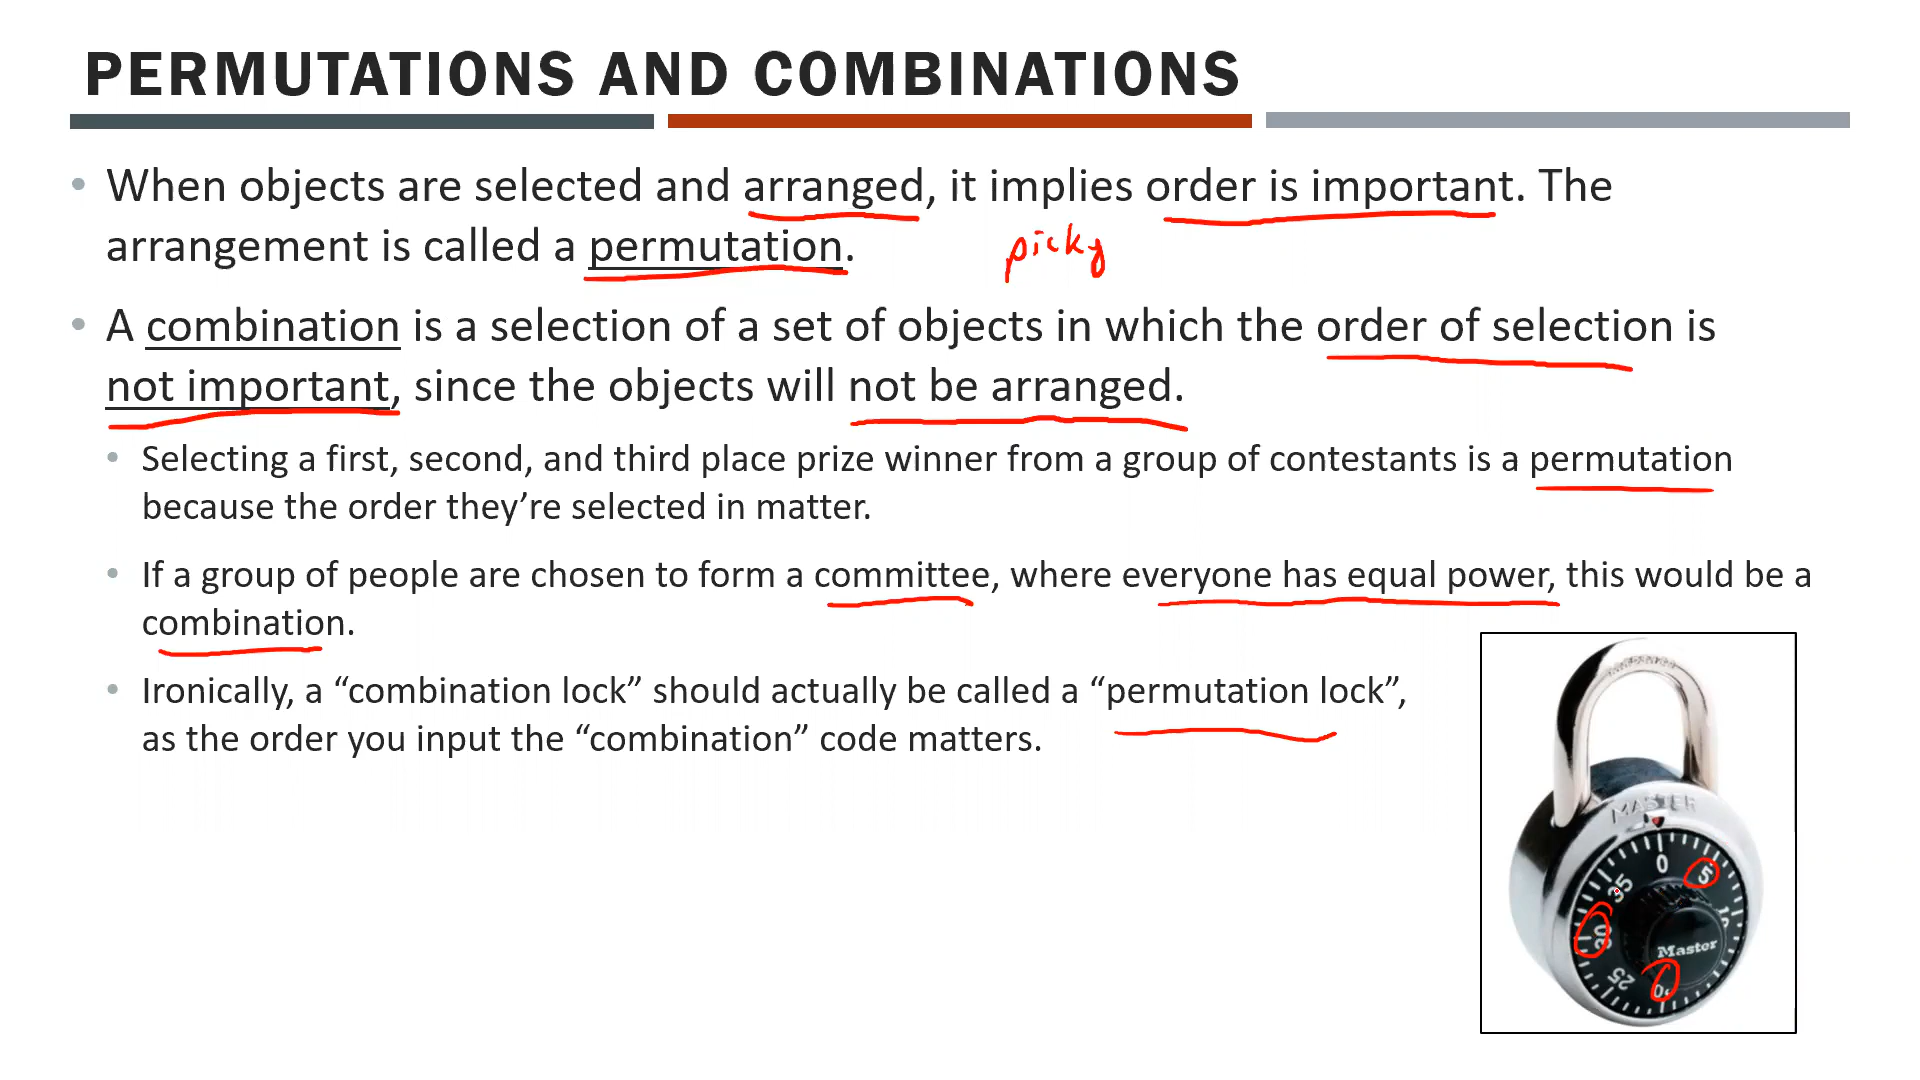 PERMUTATIONS AND COMBINATIONS
• When objects are selected and arranged, it implies order is important. The
arrangement is called a permutation.
picky
• A combination is a selection of a set of objects in which the order of selection is
not important, since the objects will not be arranged.
• Selecting a first, second, and third place prize winner from a group of contestants is a permutation
because the order they’re selected in matter.
• If a group of people are chosen to form a committee, where everyone has equal power, this would be a
combination.
• Ironically, a “combination lock” should actually be called a “permutation lock”,
as the order you input the “combination” code matters.
MASTER
0
5
35
10
30
Master
25